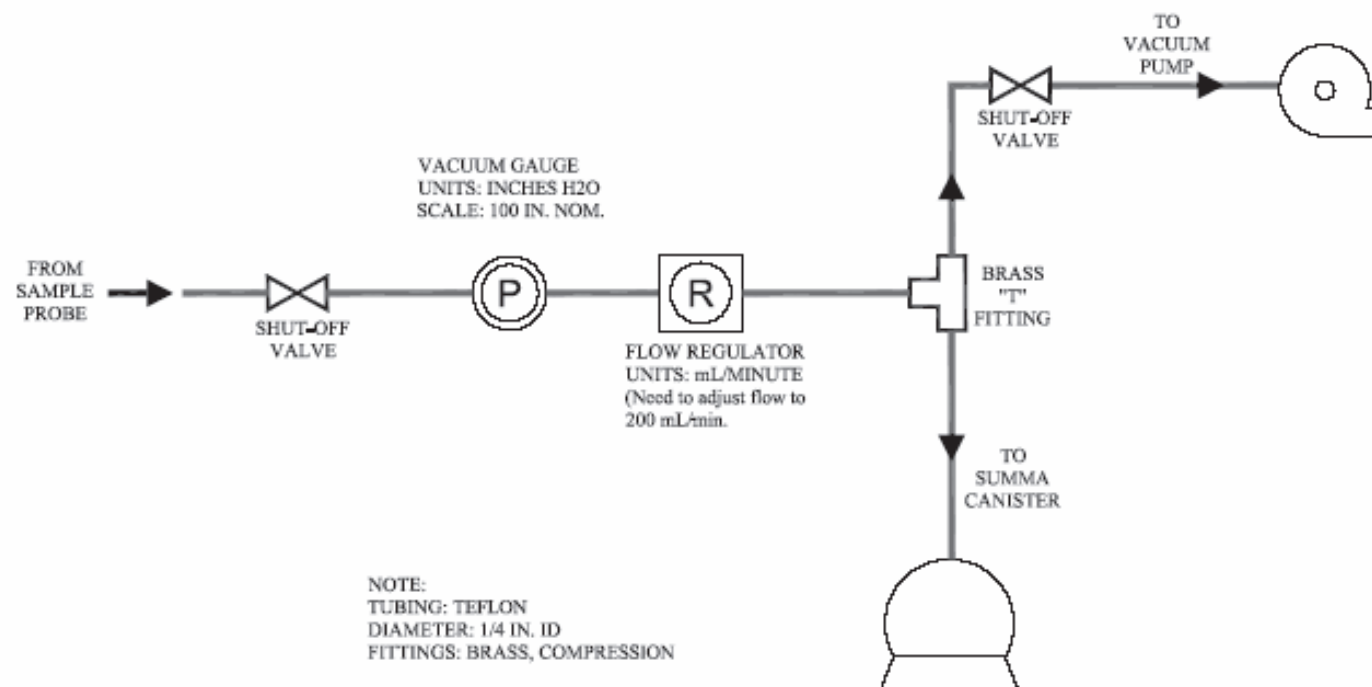 TO
VACUUM
PUMP
SHUT-OFF
VALVE
VACUUM GAUGE
UNITS: INCHES H2O
SCALE: 100 IN. NOM.
FROM
SAMPLE
PROBE
SHUT-OFF
VALVE
P
R
FLOW REGULATOR
UNITS: mL/MINUTE
(Need to adjust flow to
200 mL/min.
BRASS
"T"
FITTING
TO
SUMMA
CANISTER
NOTE:
TUBING: TEFLON
DIAMETER: 1/4 IN. ID
FITTINGS: BRASS, COMPRESSION